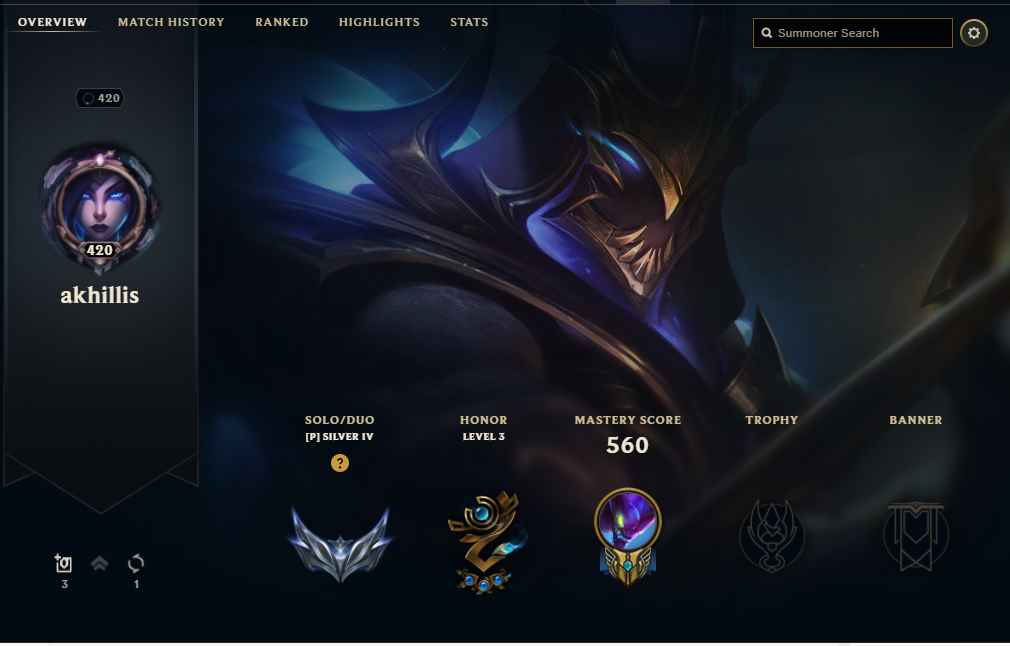 OVERVIEW MATCH HISTORY RANKED HIGHLIGHTS STATS
Summoner Search
420
420
akhillis
SOLO/DUO HONOR MASTERY SCORE TROPHY BANNER
[P] SILVER IV LEVEL 3 560
?
3 1